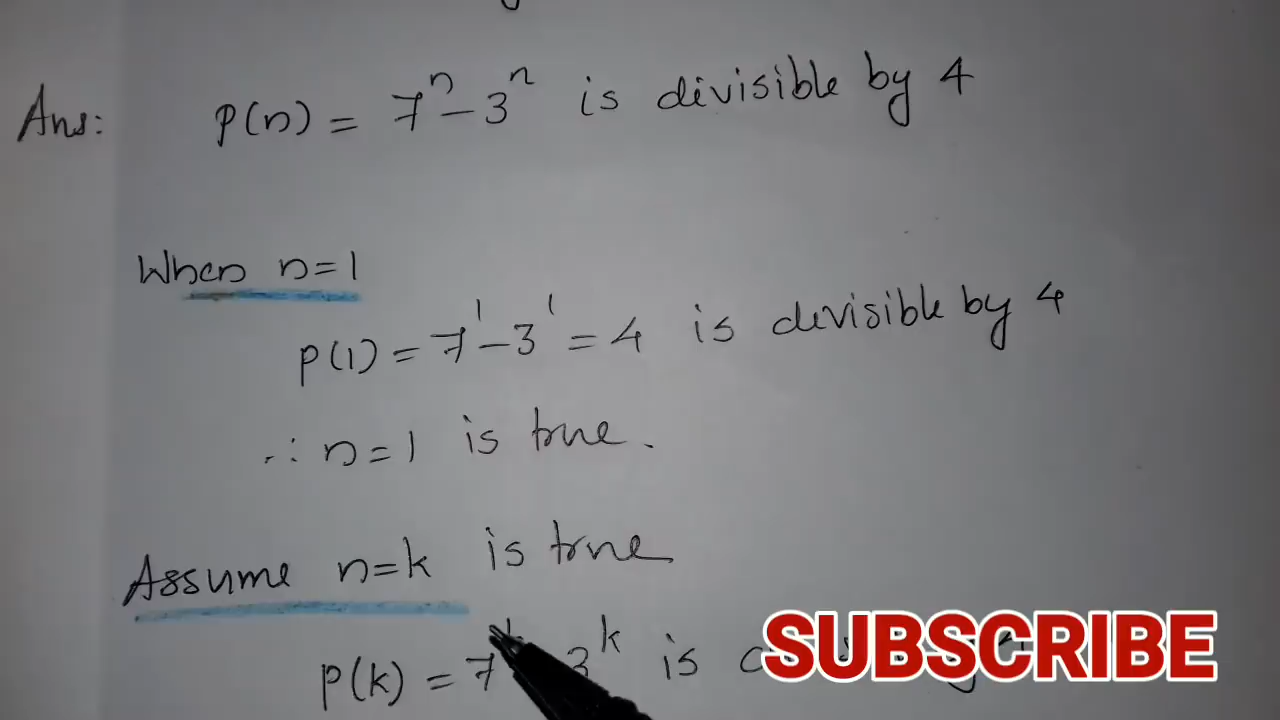 Ans: P(n) = 7ⁿ - 3ⁿ is divisible by 4
When n=1
P(1) = 7¹ - 3¹ = 4 is divisible by 4
∴ n=1 is true.
Assume n=k is true
P(k) = 7 3ᵏ is
SUBSCRIBE